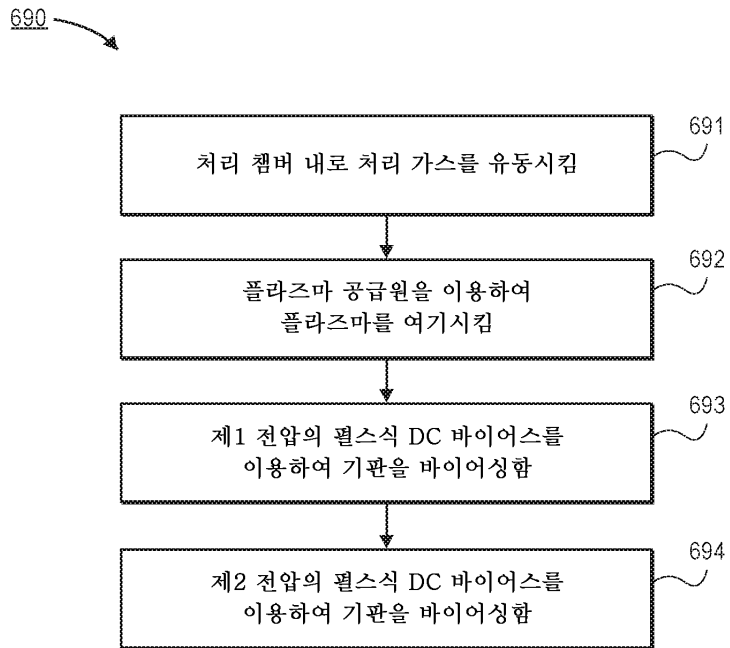 690
691
처리 챔버 내로 처리 가스를 유동시킴
692
플라즈마 공급원을 이용하여
플라즈마를 여기시킴
693
제1 전압의 펄스식 DC 바이어스를
이용하여 기판을 바이어싱함
694
제2 전압의 펄스식 DC 바이어스를
이용하여 기판을 바이어싱함